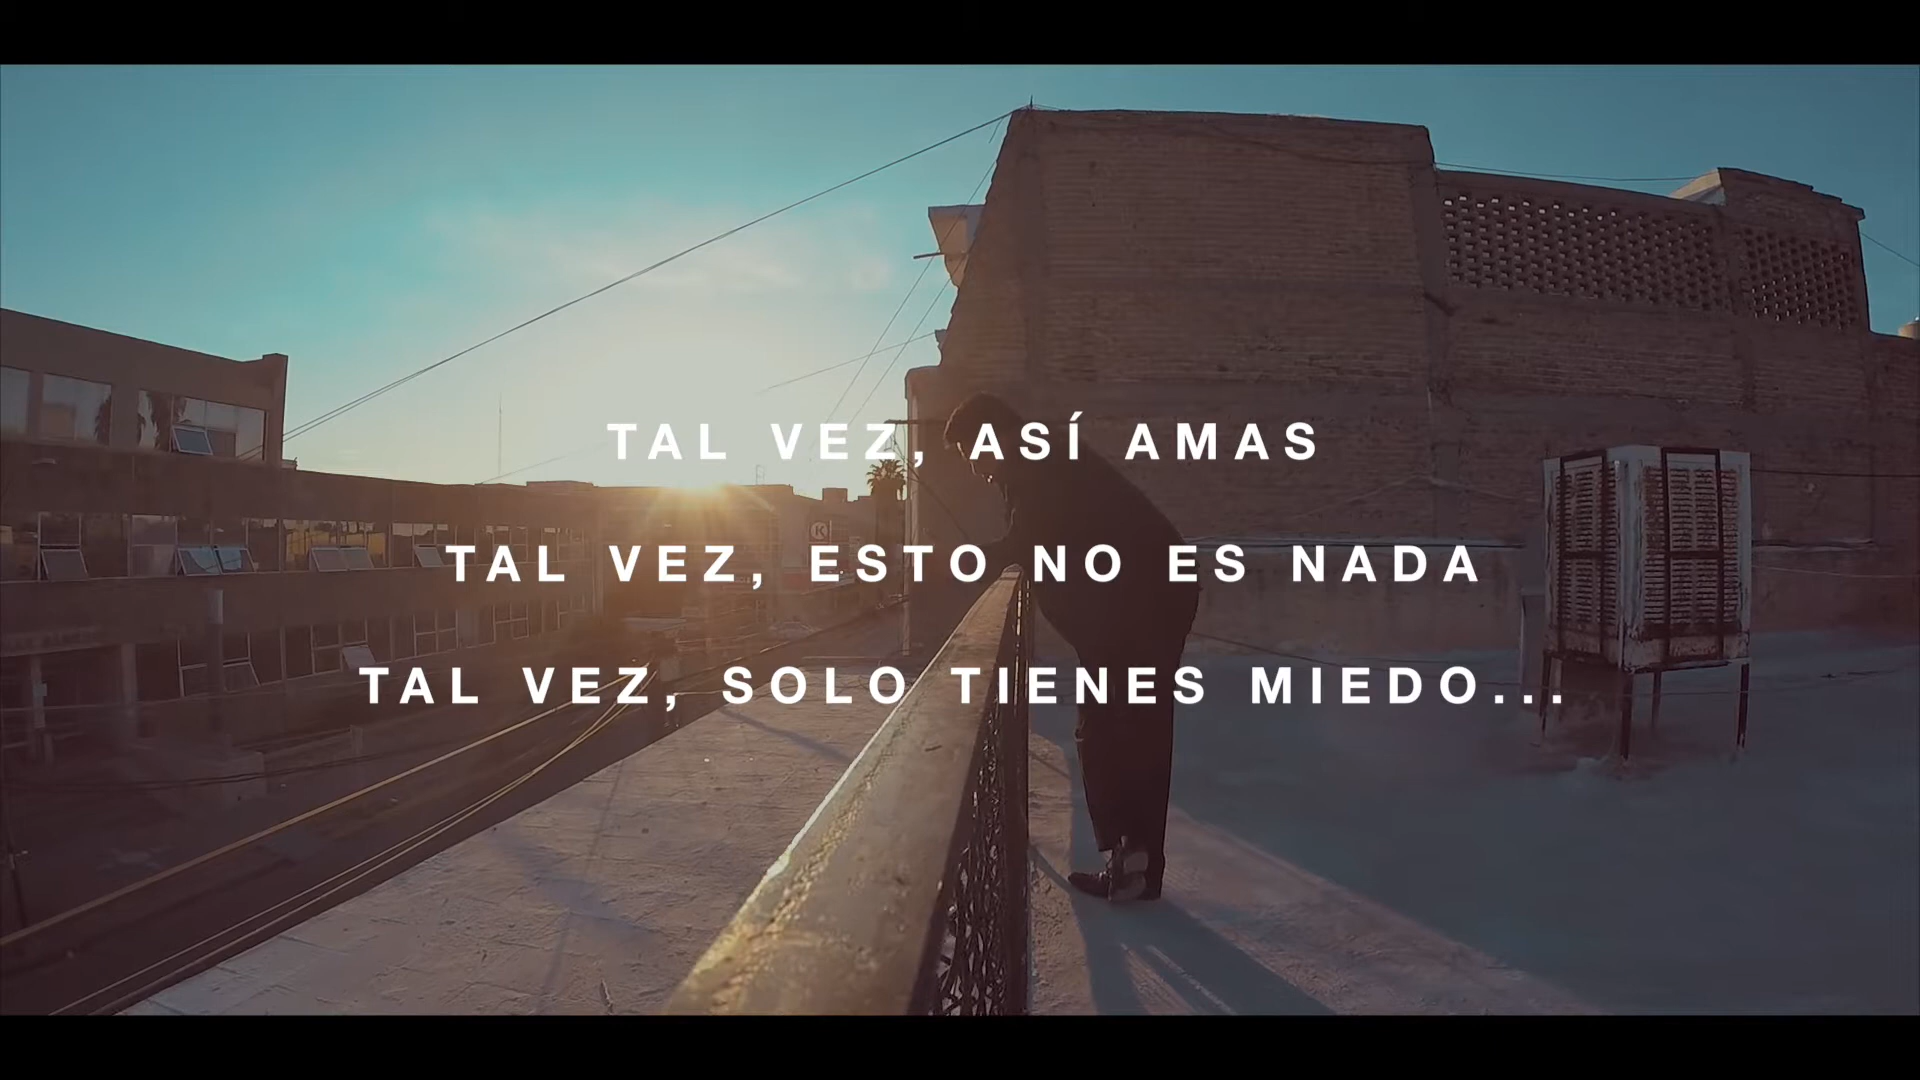 TAL VEZ, ASÍ AMAS
TAL VEZ, ESTO NO ES NADA
K
TAL VEZ, SOLO TIENES MIEDO...